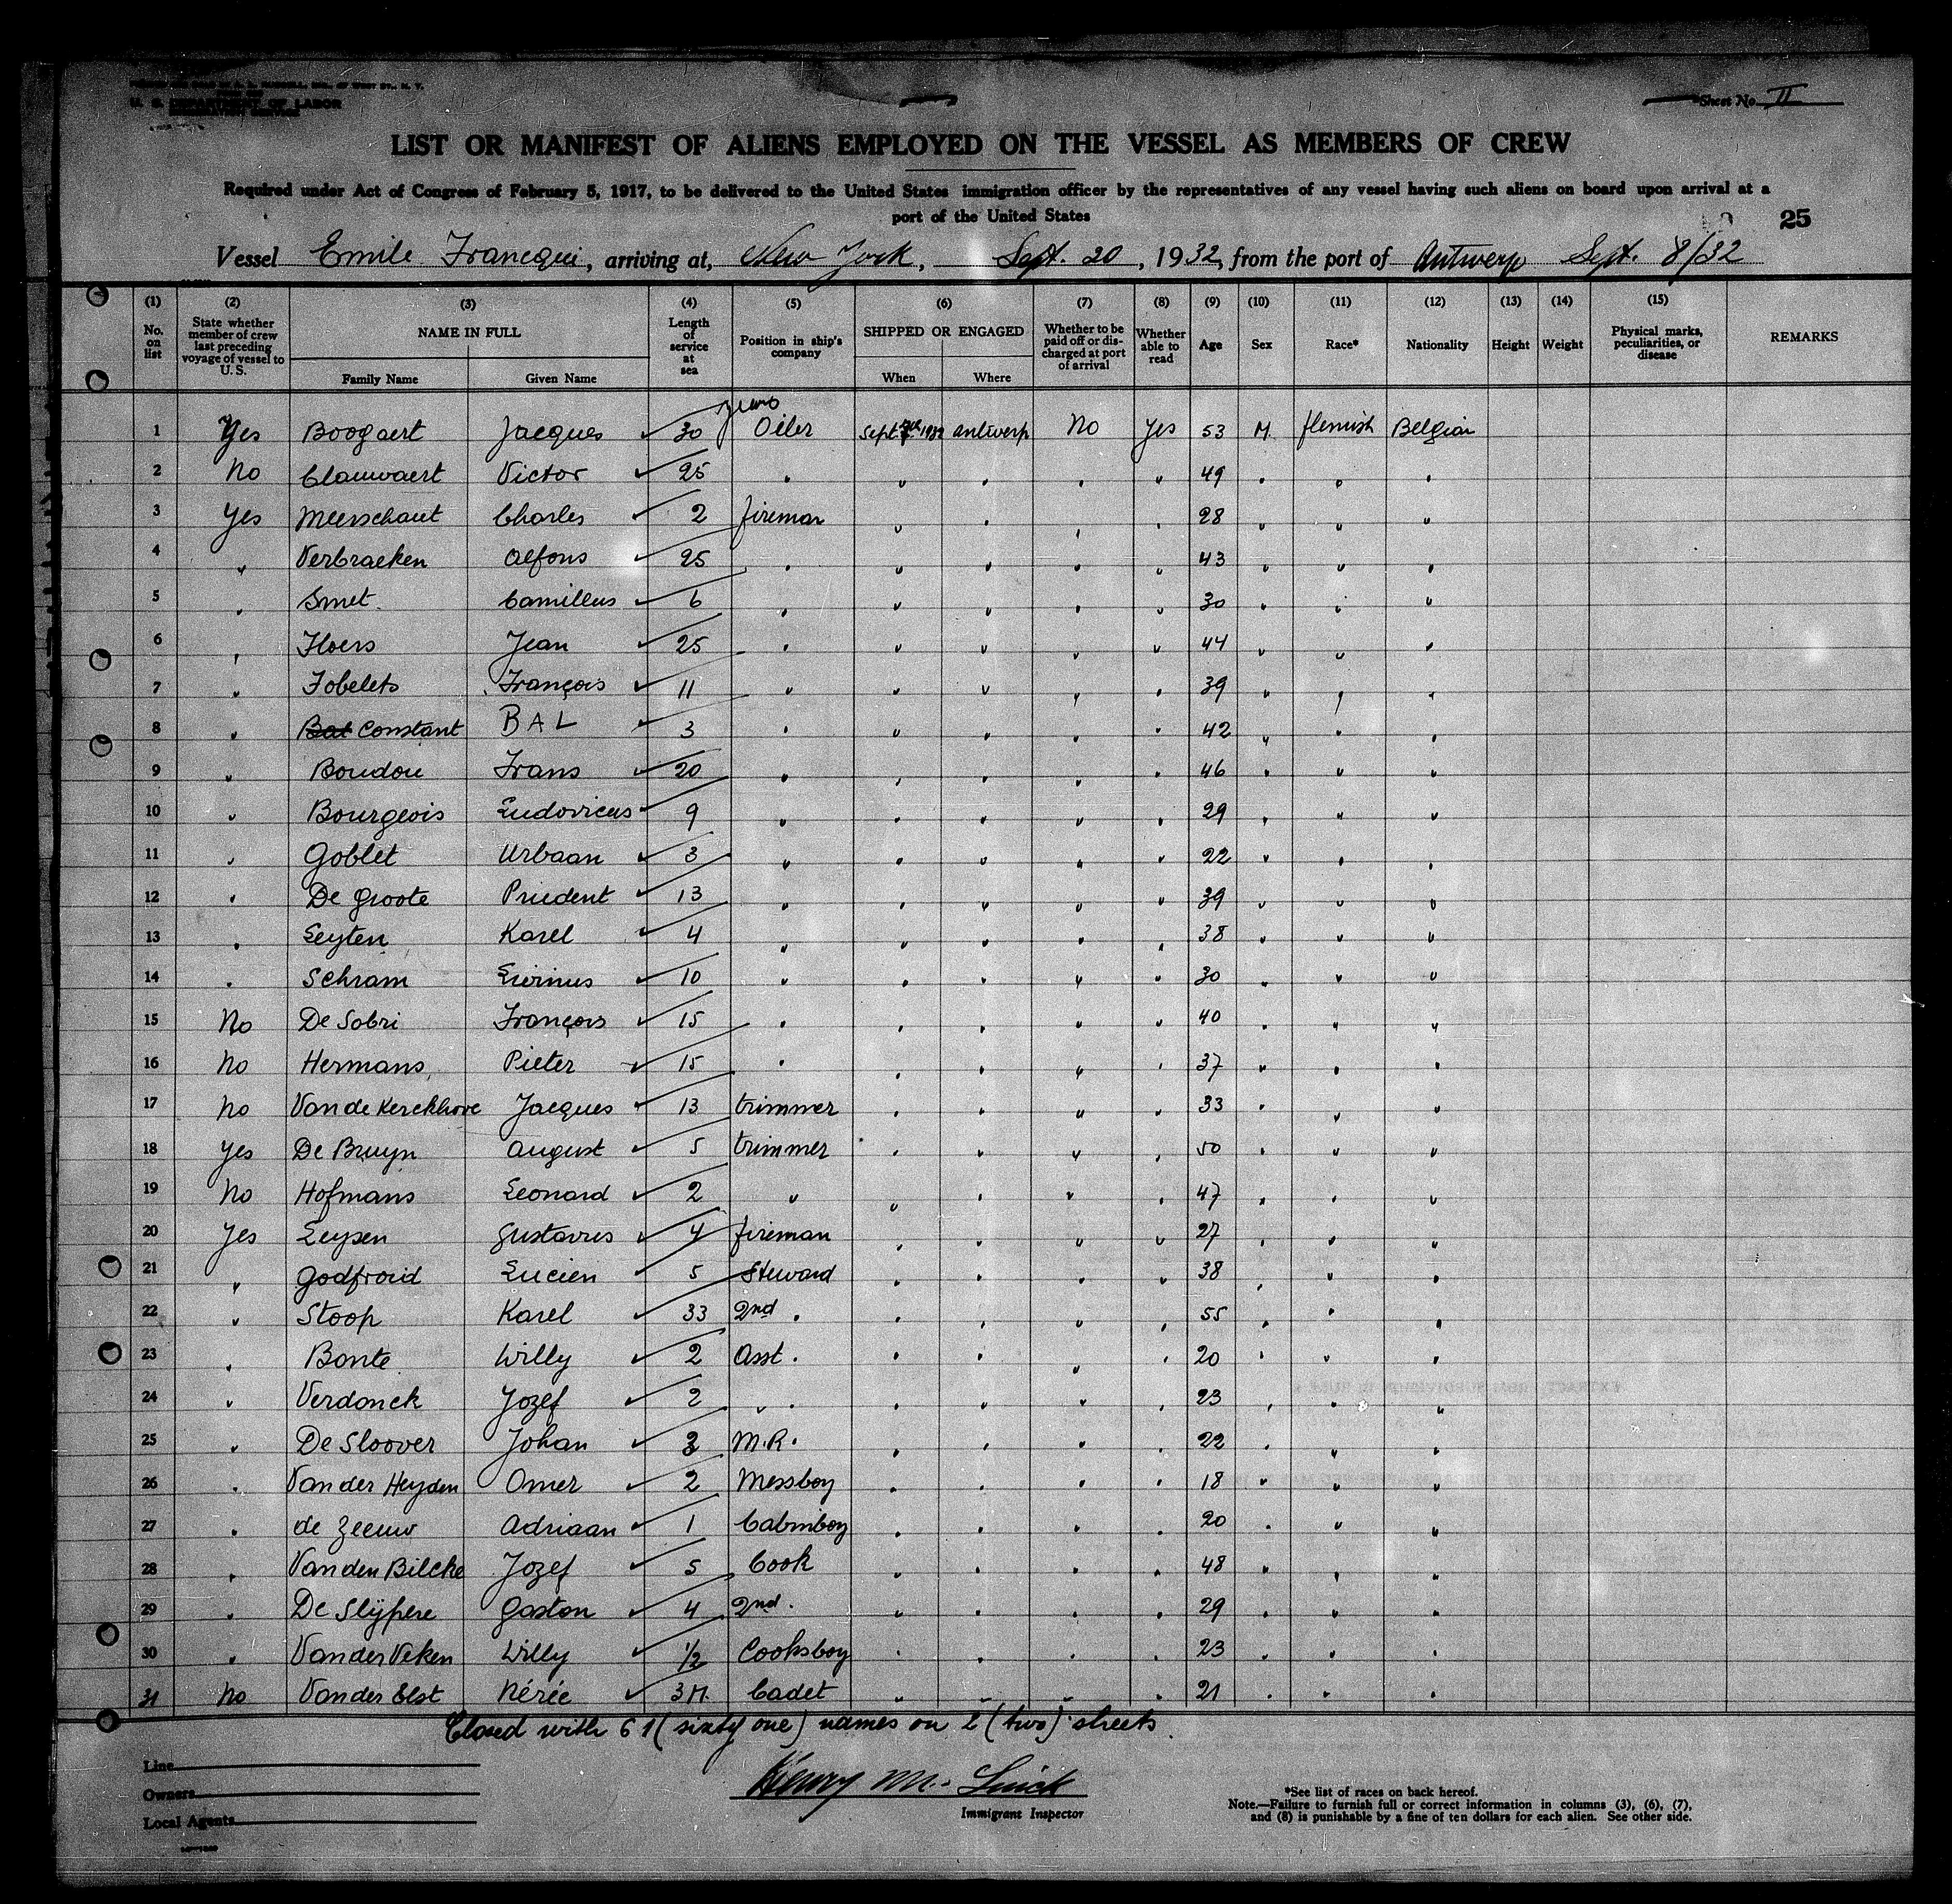 U. S. DEPARTMENT OF LABOR
Sheet No. II
LIST OR MANIFEST OF ALIENS EMPLOYED ON THE VESSEL AS MEMBERS OF CREW
Required under Act of Congress of February 5, 1917, to be delivered to the United States immigration officer by the representatives of any vessel having such aliens on board upon arrival at a
port of the United States
25
Vessel Emile Francqui, arriving at, New York, Sept. 20, 1932, from the port of Antwerp Sept. 8/32
(1) No. on list (2) State whether member of crew last preceding voyage of vessel to U. S. (3) NAME IN FULL Family Name Given Name (4) Length of service at sea (5) Position in ship's company (6) SHIPPED OR ENGAGED When Where (7) Whether to be paid off or discharged at port of arrival (8) Whether able to read (9) Age (10) Sex (11) Race* (12) Nationality (13) Height (14) Weight (15) Physical marks, peculiarities, or disease REMARKS
years
1 Yes Boogaert Jacques 30 Oiler Sept 1932 antwerp No Yes 53 M. flemish Belgian
2 No Clauwaert Victor 25 " " " " " 49 " " "
3 Yes Meerschaut Charles 2 fireman " " " " 28 " " "
4 " Verbraeken Alfons 25 " " " " " 43 " " "
5 " Smet Camillus 6 " " " " " 30 " " "
6 " Floers Jean 25 " " " " " 44 " " "
7 " Fobelets François 11 " " " " " 39 " " "
8 " Bal Constant BAL 3 " " " " " 42 " " "
9 " Boudou Frans 20 " " " " " 46 " " "
10 " Bourgeois Ludovicus 9 " " " " " 29 " " "
11 " Goblet Urbaan 3 " " " " " 22 " " "
12 " De Groote Prudent 13 " " " " " 39 " " "
13 " Leyten Karel 4 " " " " " 38 " " "
14 " Schram Livinus 10 " " " " " 30 " " "
15 No De Sobri François 15 " " " " " 40 " " "
16 No Hermans Pieter 15 " " " " " 37 " " "
17 No Van de Kerckhove Jacques 13 trimmer " " " " 33 " " "
18 Yes De Bruyn August 5 trimmer " " " " 50 " " "
19 No Hofmans Leonard 2 " " " " " 47 " " "
20 Yes Leysen Gustavus 4 fireman " " " " 27 " " "
21 " Godfroid Lucien 5 Steward " " " " 38 " " "
22 " Stoop Karel 33 2nd " " " " " 55 " " "
23 " Bonte Willy 2 Asst. " " " " 20 " " "
24 " Verdonck Jozef 2 " " " " " " 23 " " "
25 " De Sloover Johan 2 M.R. " " " " 22 " " "
26 " Van der Heyden Omer 2 Messboy " " " " 18 " " "
27 " de Zeeuw Adriaan 1 Cabinboy " " " " 20 " " "
28 " Van den Bilcke Jozef 5 Cook " " " " 48 " " "
29 " De Slijpere Gaston 4 2nd " " " " " 29 " " "
30 " Van der Veken Willy 1/2 Cooksboy " " " " 23 " " "
31 No Van der Elst Nérée 3 M. Cadet " " " " 21 " " "
Closed with 61 (sixty one) names on 2 (two) sheets.
Line
Owners
Local Agents
Immigrant Inspector
*See list of races on back hereof.
Note.—Failure to furnish full or correct information in columns (3), (6), (7),
and (8) is punishable by a fine of ten dollars for each alien. See other side.